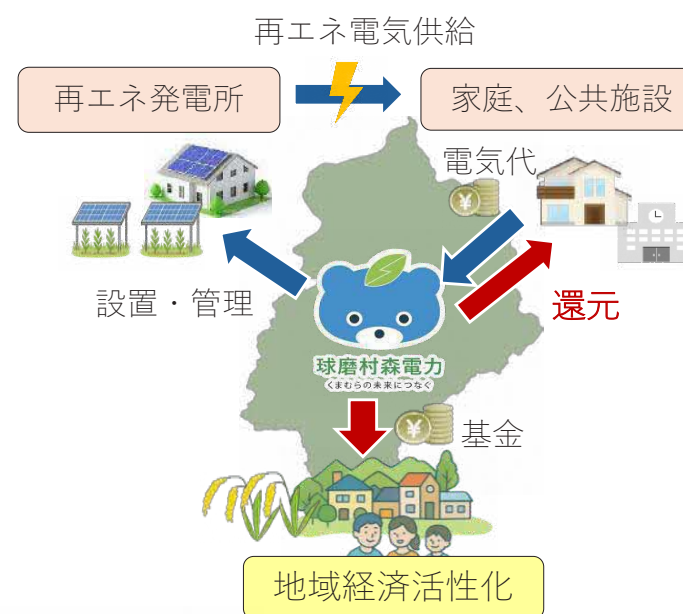 再エネ電気供給
再エネ発電所
家庭、公共施設
電気代
設置・管理
還元
球磨村森電力
くまむらの未来につなぐ
基金
地域経済活性化